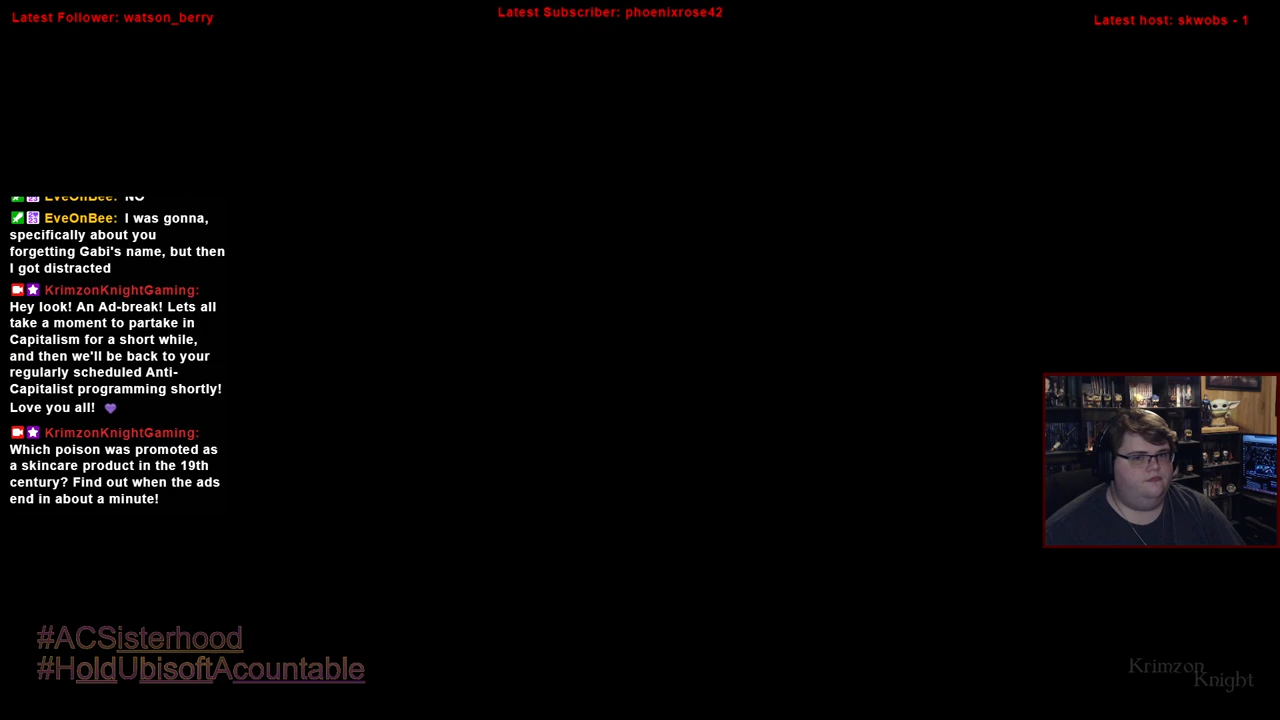 Latest Follower: watson_berry
Latest Subscriber: phoenixrose42
Latest host: skwobs - 1
EveOnBee: NO
EveOnBee: I was gonna,
specifically about you
forgetting Gabi's name, but then
I got distracted
KrimzonKnightGaming:
Hey look! An Ad-break! Lets all
take a moment to partake in
Capitalism for a short while,
and then we'll be back to your
regularly scheduled Anti-
Capitalist programming shortly!
Love you all!
KrimzonKnightGaming:
Which poison was promoted as
a skincare product in the 19th
century? Find out when the ads
end in about a minute!
#ACSisterhood
#HoldUbisoftAcountable
Krimzon
Knight